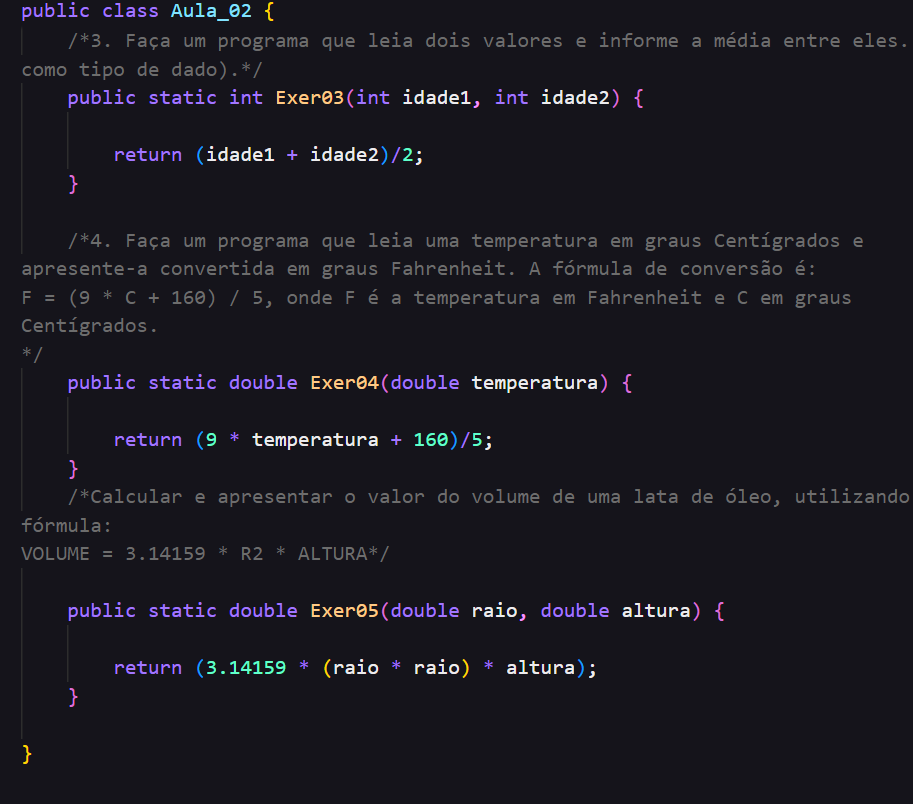 public class Aula_02 {
/*3. Faça um programa que leia dois valores e informe a média entre eles.
como tipo de dado).*/
public static int Exer03(int idade1, int idade2) {
return (idade1 + idade2)/2;
}
/*4. Faça um programa que leia uma temperatura em graus Centígrados e
apresente-a convertida em graus Fahrenheit. A fórmula de conversão é:
F = (9 * C + 160) / 5, onde F é a temperatura em Fahrenheit e C em graus
Centígrados.
*/
public static double Exer04(double temperatura) {
return (9 * temperatura + 160)/5;
}
/*Calcular e apresentar o valor do volume de uma lata de óleo, utilizando
fórmula:
VOLUME = 3.14159 * R2 * ALTURA*/
public static double Exer05(double raio, double altura) {
return (3.14159 * (raio * raio) * altura);
}
}